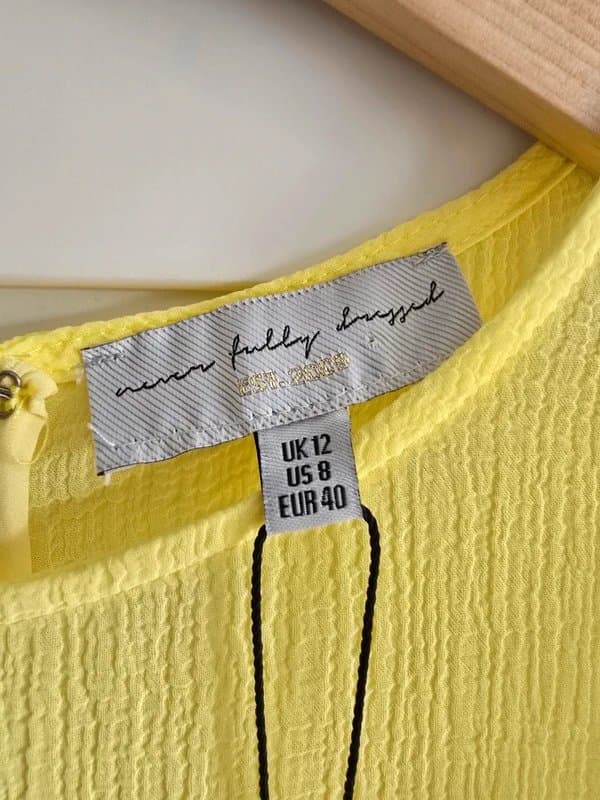 never fully dressed
EST. 2009
UK 12
US 8
EUR 40